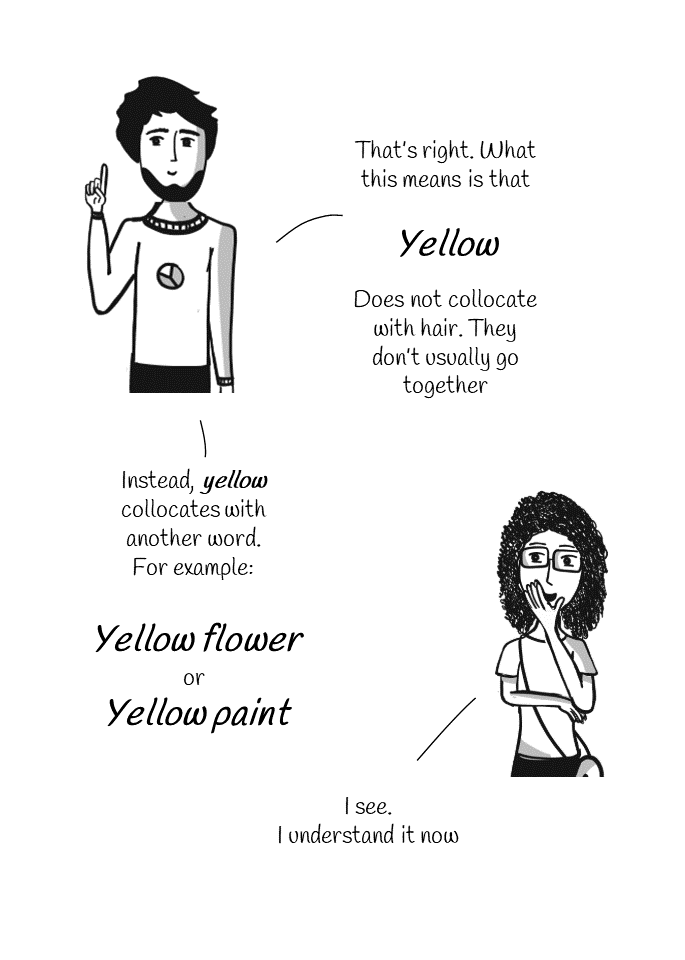 That's right. What
this means is that
Yellow
Does not collocate
with hair. They
don't usually go
together
Instead, yellow
collocates with
another word.
For example:
Yellow flower
or
Yellow paint
I see.
I understand it now